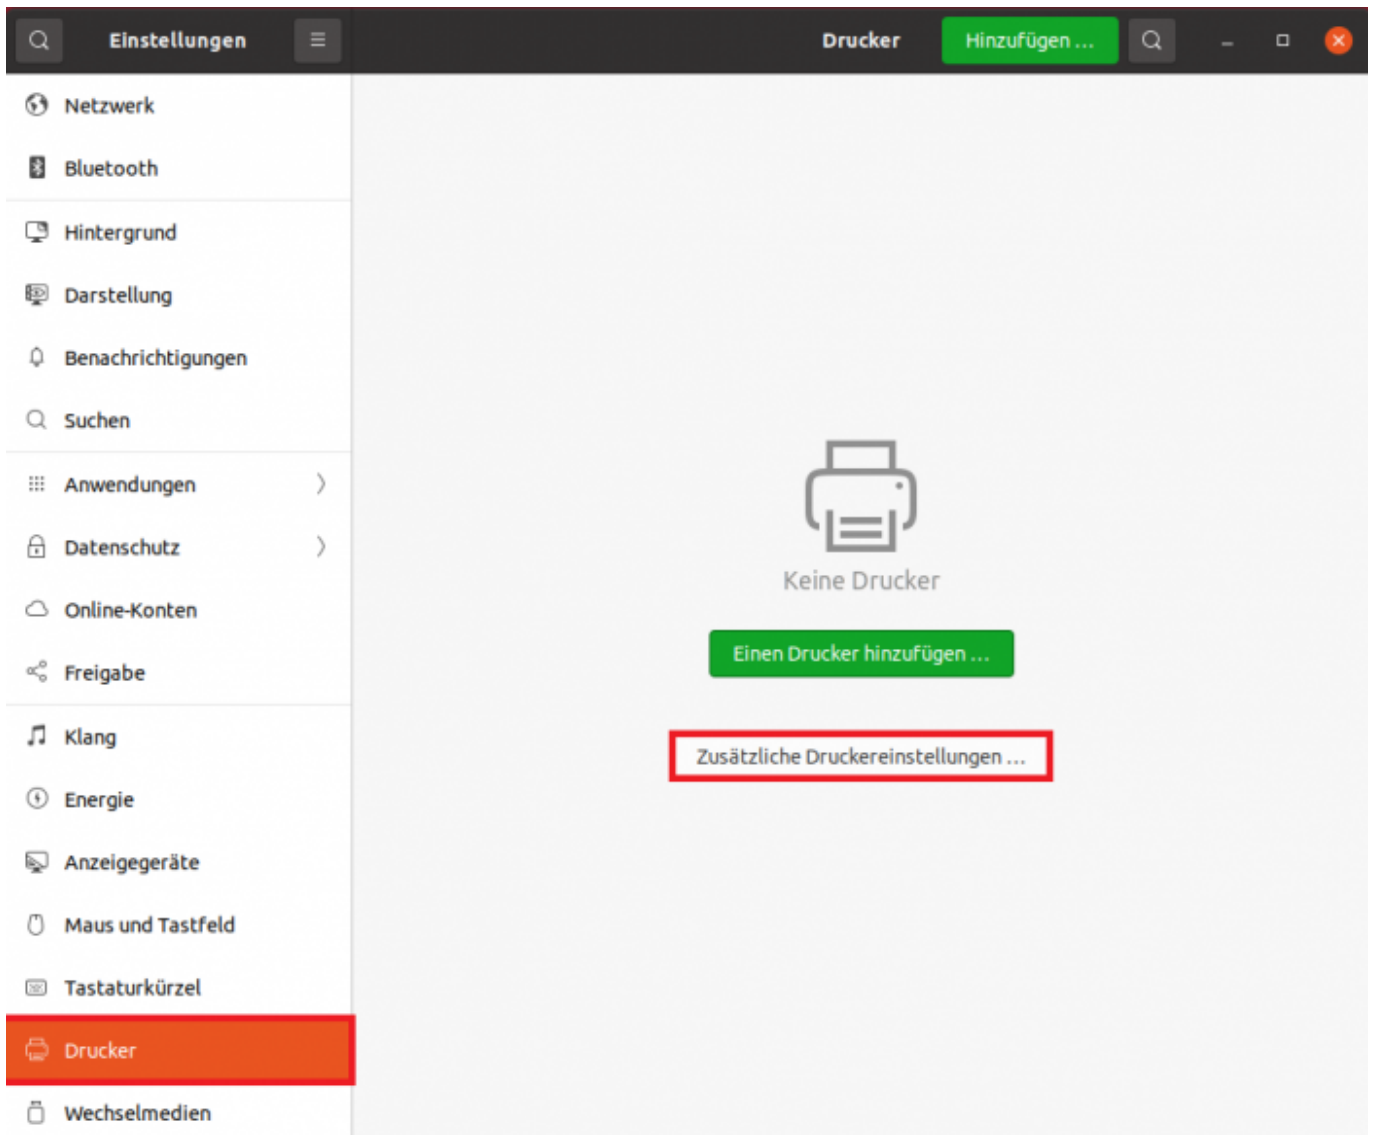 Einstellungen
Drucker
Hinzufügen ...
Netzwerk
Bluetooth
Hintergrund
Darstellung
Benachrichtigungen
Suchen
Anwendungen
Datenschutz
Online-Konten
Freigabe
Klang
Energie
Anzeigegeräte
Maus und Tastfeld
Tastaturkürzel
Drucker
Wechselmedien
Keine Drucker
Einen Drucker hinzufügen ...
Zusätzliche Druckereinstellungen ...